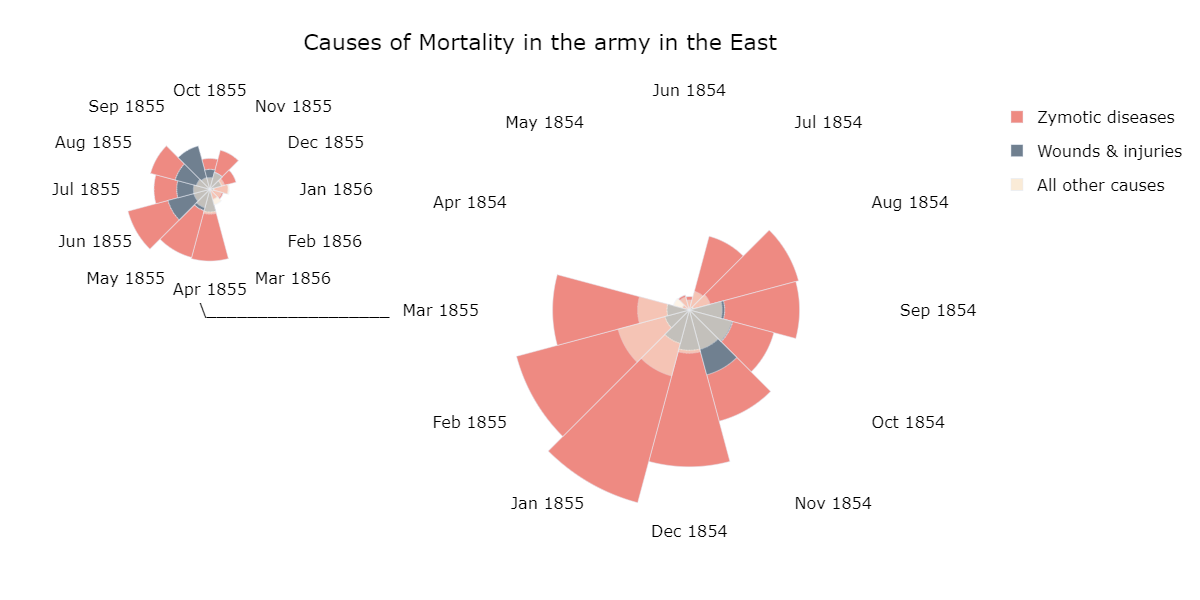 Causes of Mortality in the army in the East
Oct 1855
Nov 1855
Dec 1855
Jan 1856
Feb 1856
Mar 1856
Apr 1855
May 1855
Jun 1855
Jul 1855
Aug 1855
Sep 1855
\___________________
Jun 1854
Jul 1854
Aug 1854
Sep 1854
Oct 1854
Nov 1854
Dec 1854
Jan 1855
Feb 1855
Mar 1855
Apr 1854
May 1854
Zymotic diseases
Wounds & injuries
All other causes